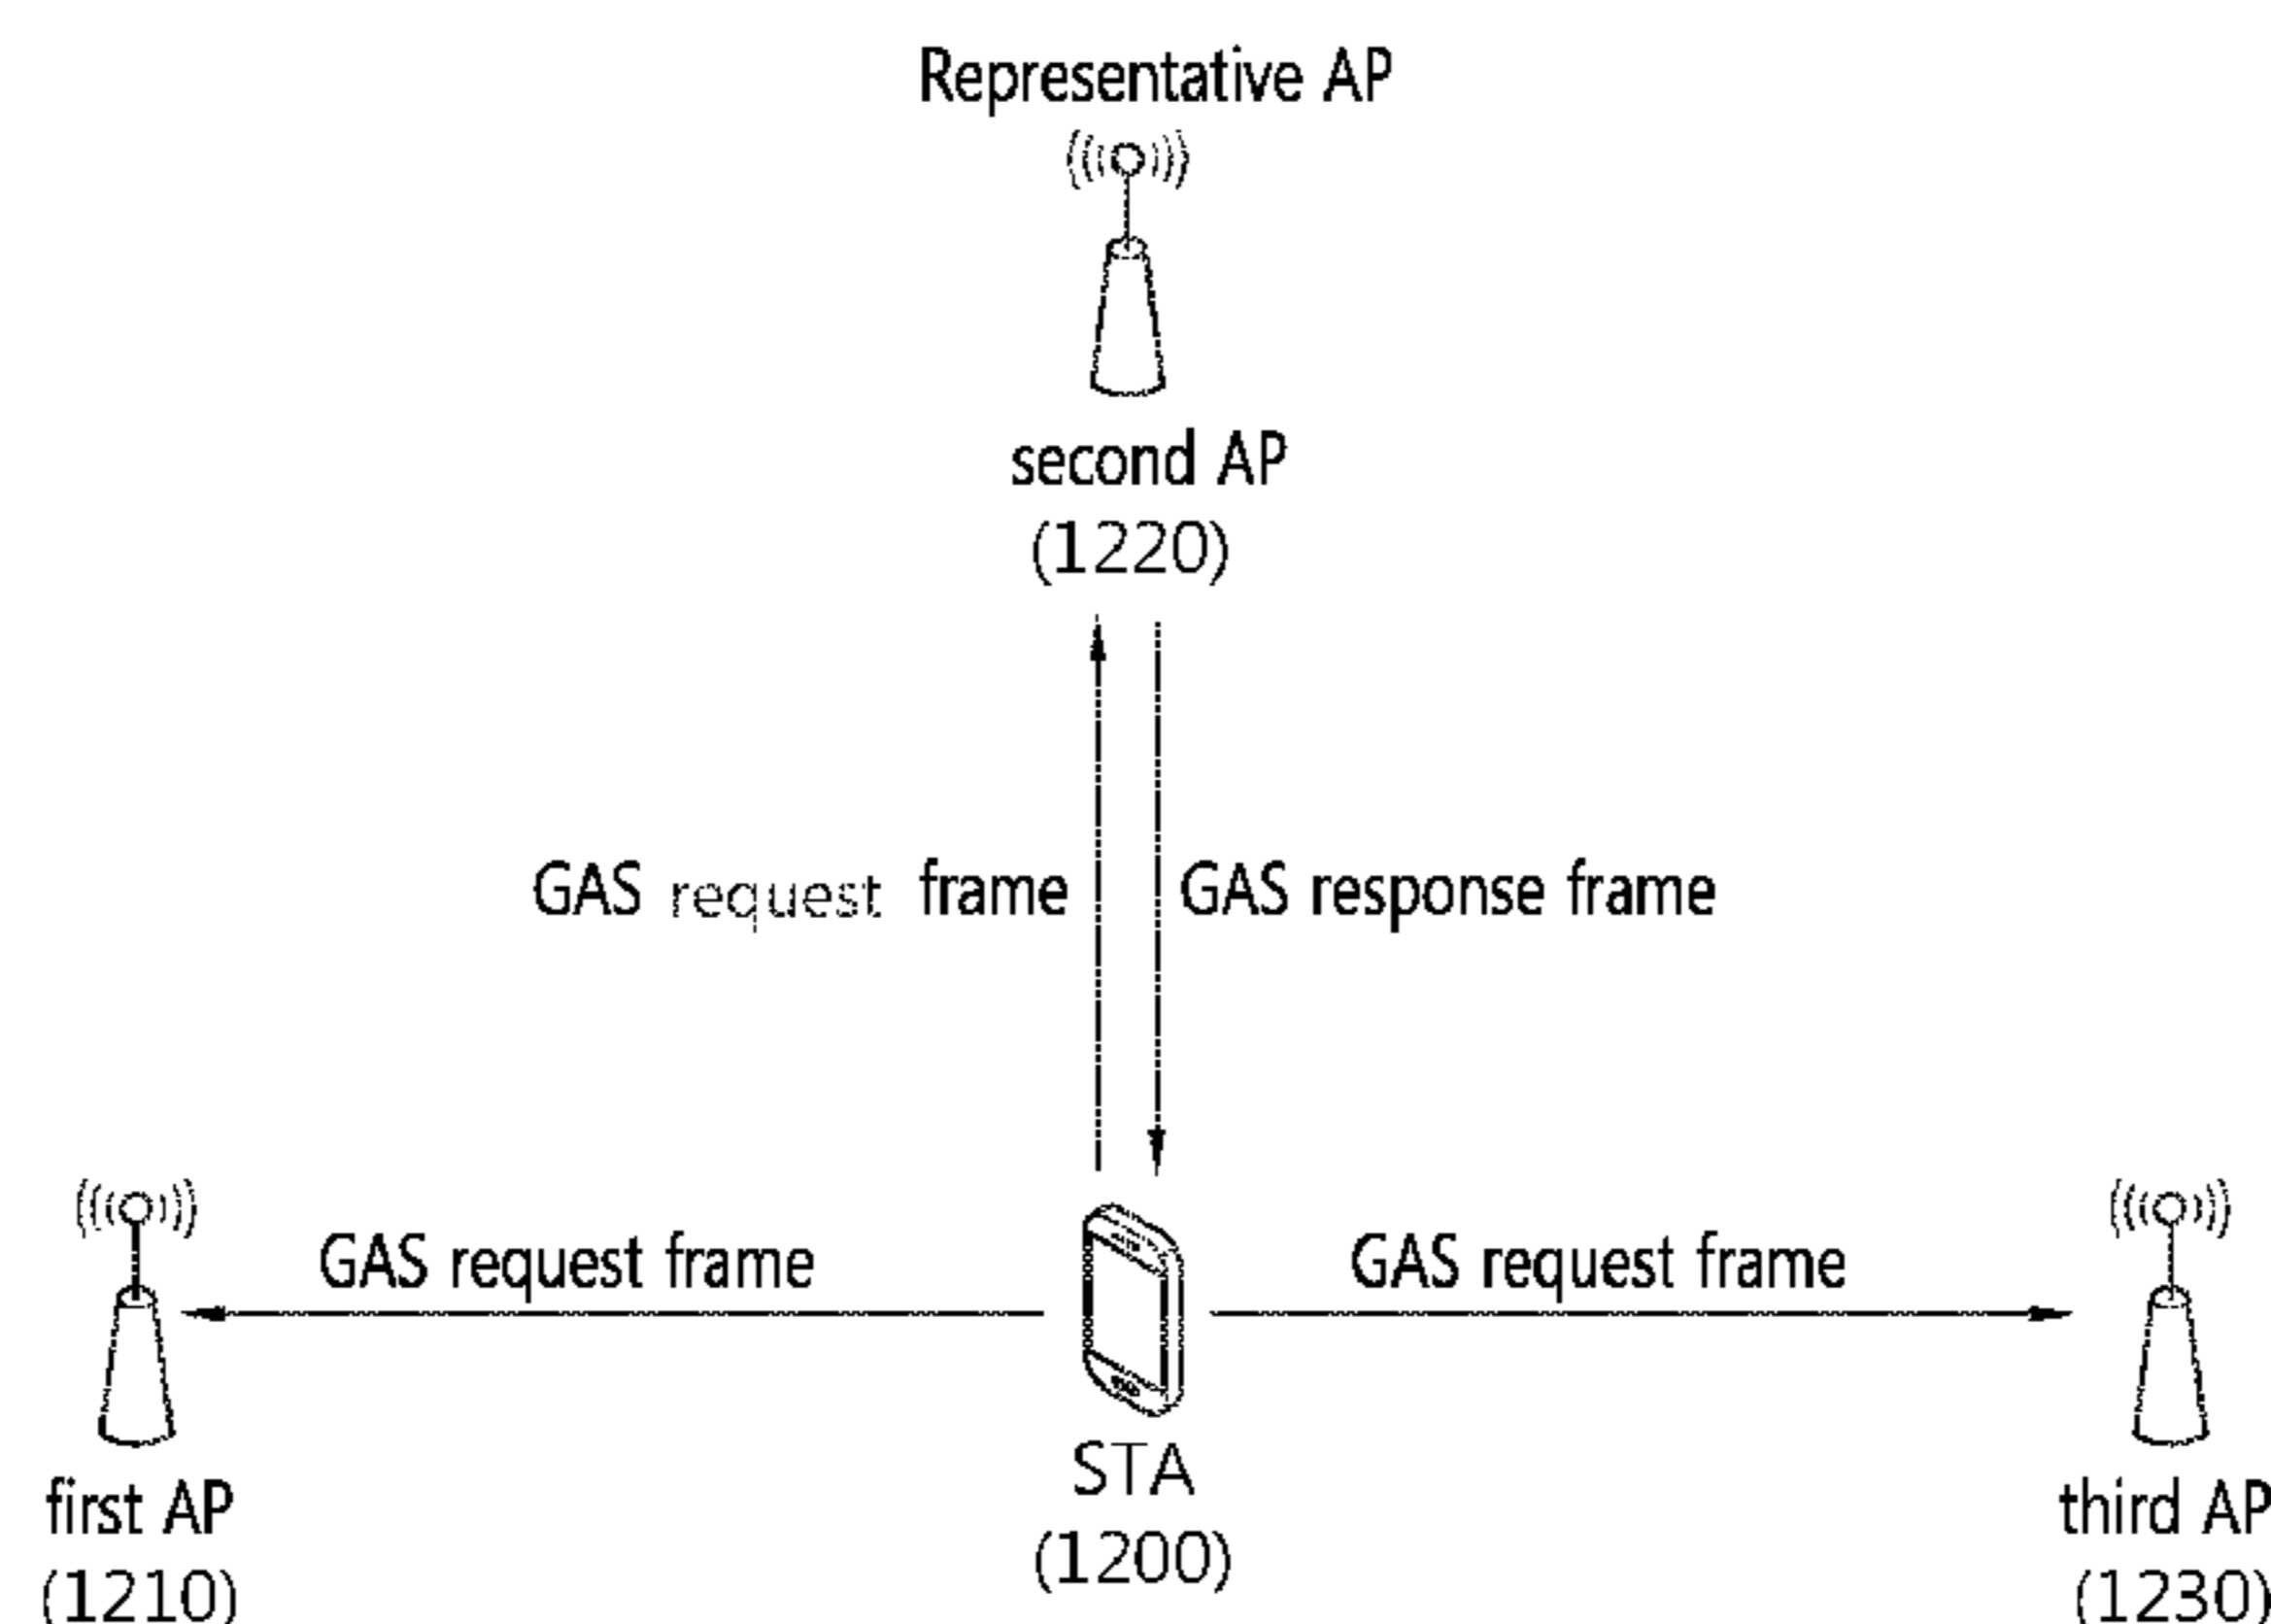 Representative AP
second AP
(1220)
GAS request frame
GAS response frame
GAS request frame
GAS request frame
first AP
(1210)
STA
(1200)
third AP
(1230)